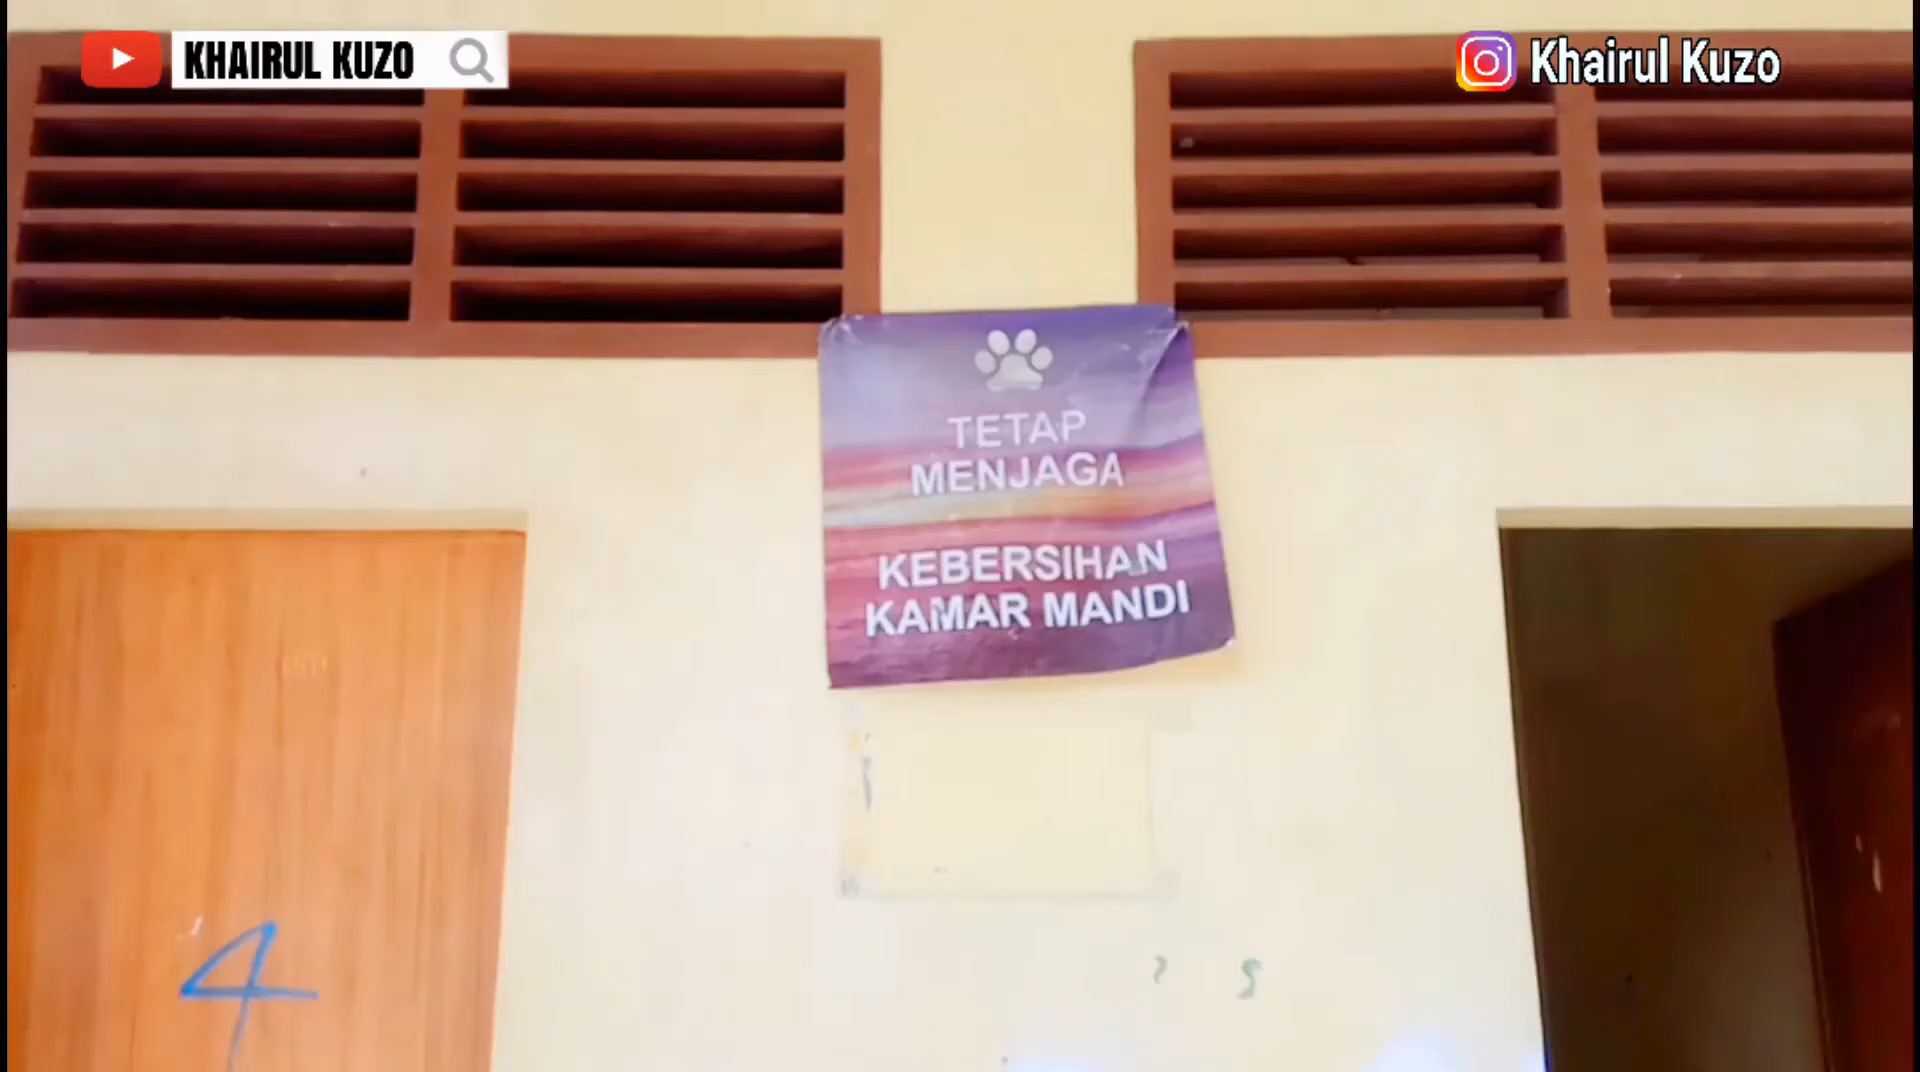 KHAIRUL KUZO
Khairul Kuzo
TETAP
MENJAGA
KEBERSIHAN
KAMAR MANDI
4